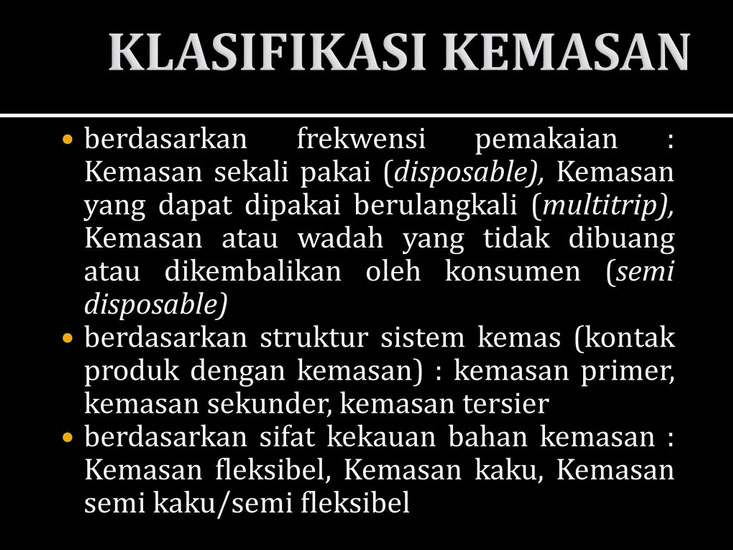 KLASIFIKASI KEMASAN
• berdasarkan frekwensi pemakaian :
Kemasan sekali pakai (disposable), Kemasan
yang dapat dipakai berulangkali (multitrip),
Kemasan atau wadah yang tidak dibuang
atau dikembalikan oleh konsumen (semi
disposable)
• berdasarkan struktur sistem kemas (kontak
produk dengan kemasan) : kemasan primer,
kemasan sekunder, kemasan tersier
• berdasarkan sifat kekauan bahan kemasan :
Kemasan fleksibel, Kemasan kaku, Kemasan
semi kaku/semi fleksibel